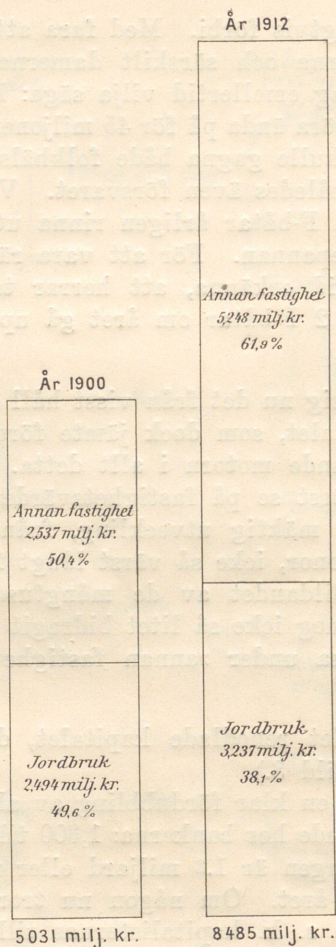 År 1912
Annan fastighet
5,248 milj. kr.
61,9 %
Jordbruk
3,237 milj. kr.
38,1 %
8485 milj. kr.
År 1900
Annan fastighet
2,537 milj. kr.
50,4 %
Jordbruk
2,494 milj. kr.
49,6 %
5031 milj. kr.